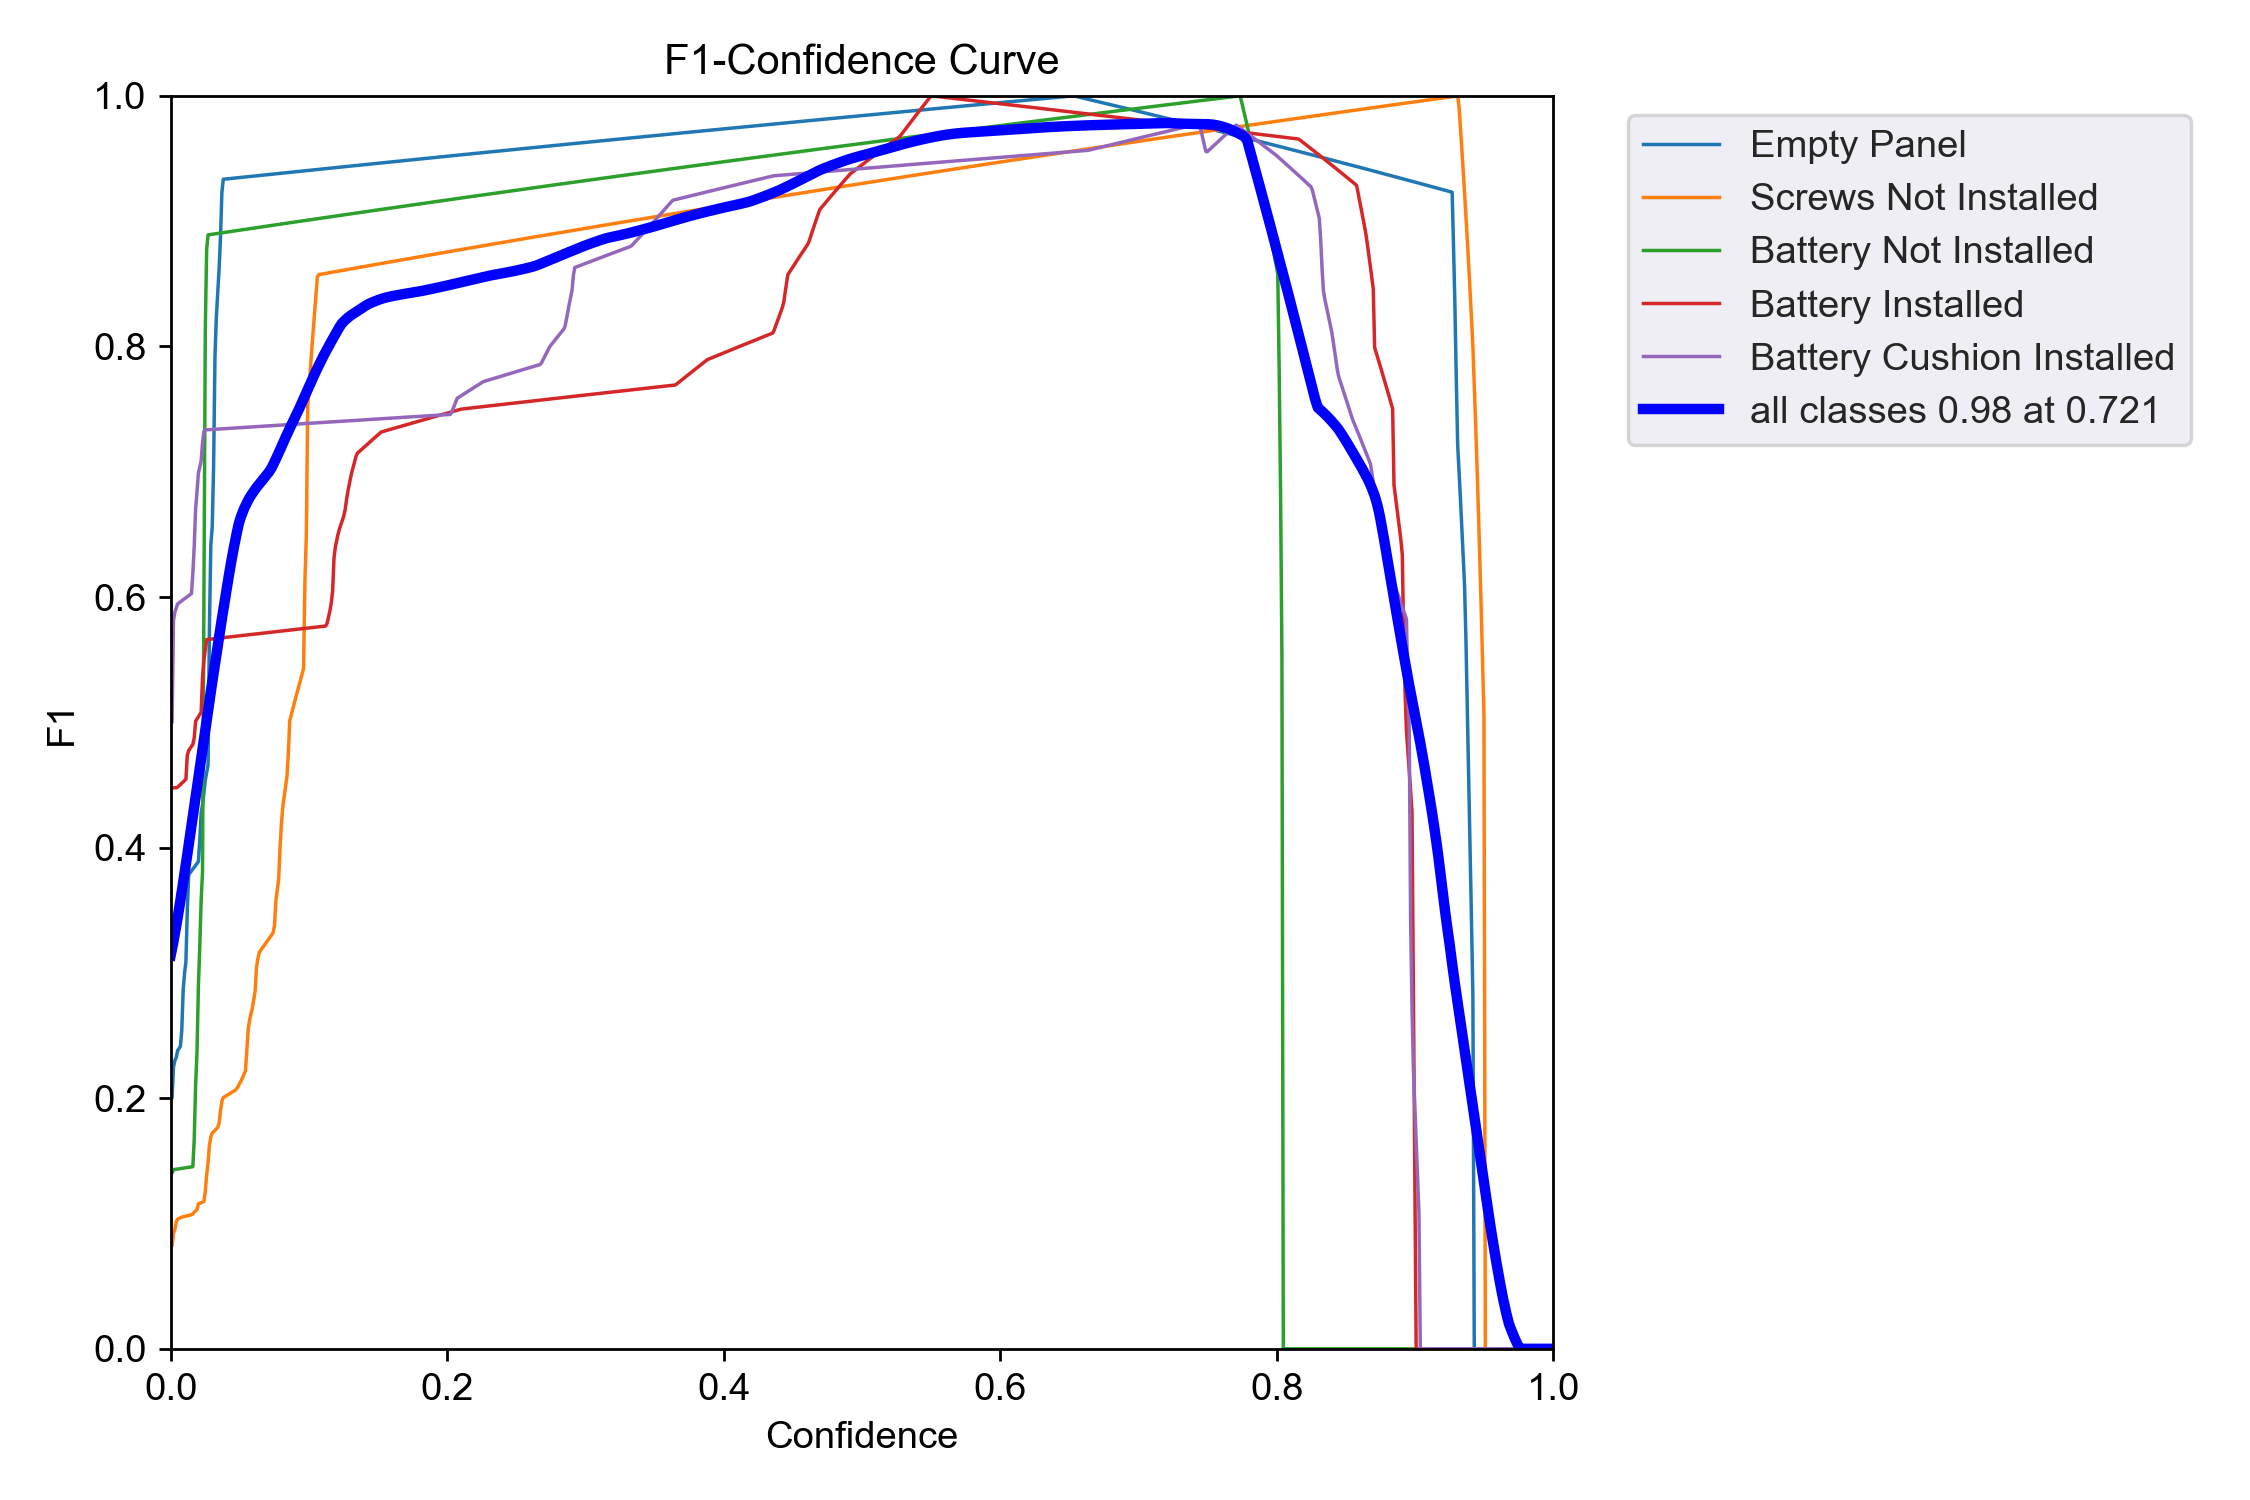 F1-Confidence Curve
1.0
0.8
0.6
0.4
0.2
0.0
F1
0.0 0.2 0.4 0.6 0.8 1.0
Confidence
Empty Panel
Screws Not Installed
Battery Not Installed
Battery Installed
Battery Cushion Installed
all classes 0.98 at 0.721